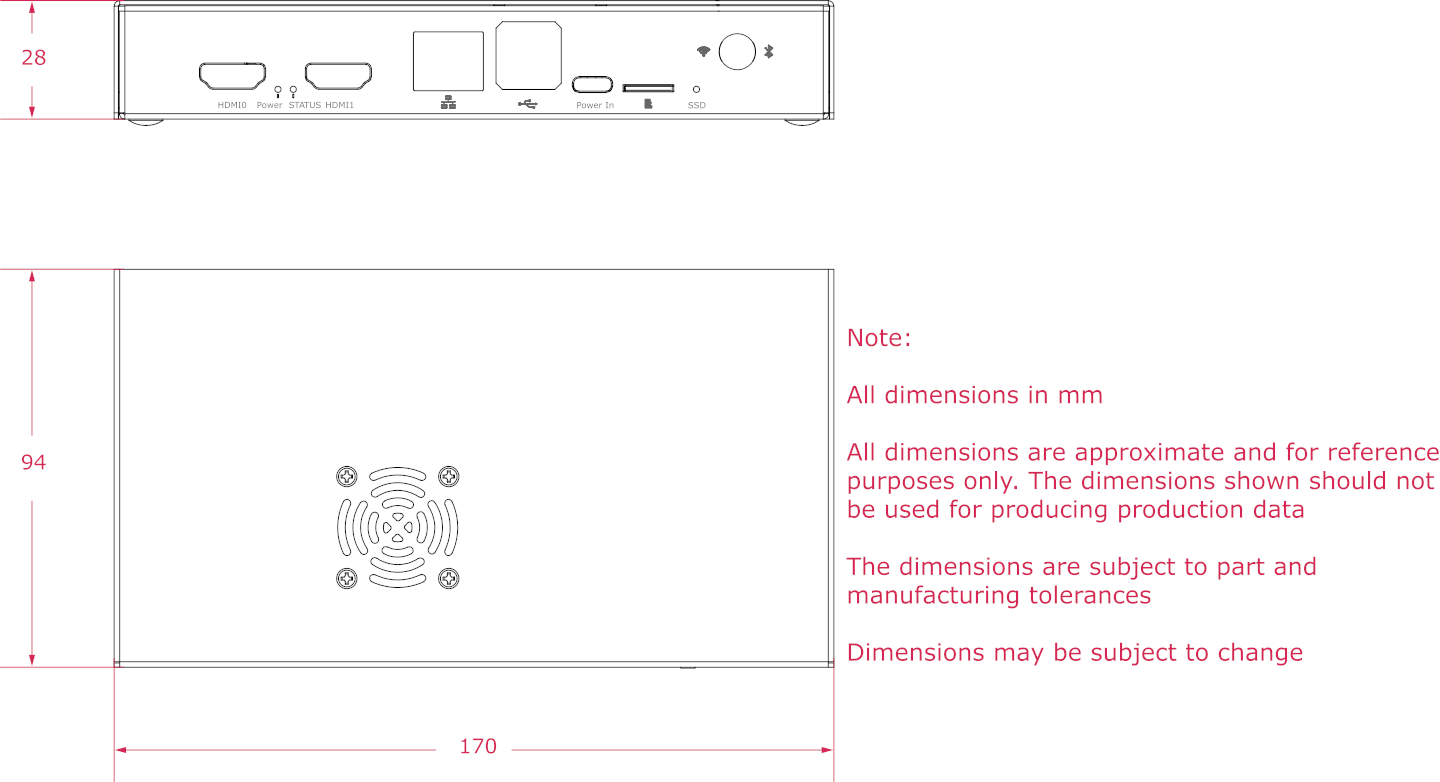 28
HDMI0 Power STATUS HDMI1 Power In SSD
94
Note:
All dimensions in mm
All dimensions are approximate and for reference
purposes only. The dimensions shown should not
be used for producing production data
The dimensions are subject to part and
manufacturing tolerances
Dimensions may be subject to change
170